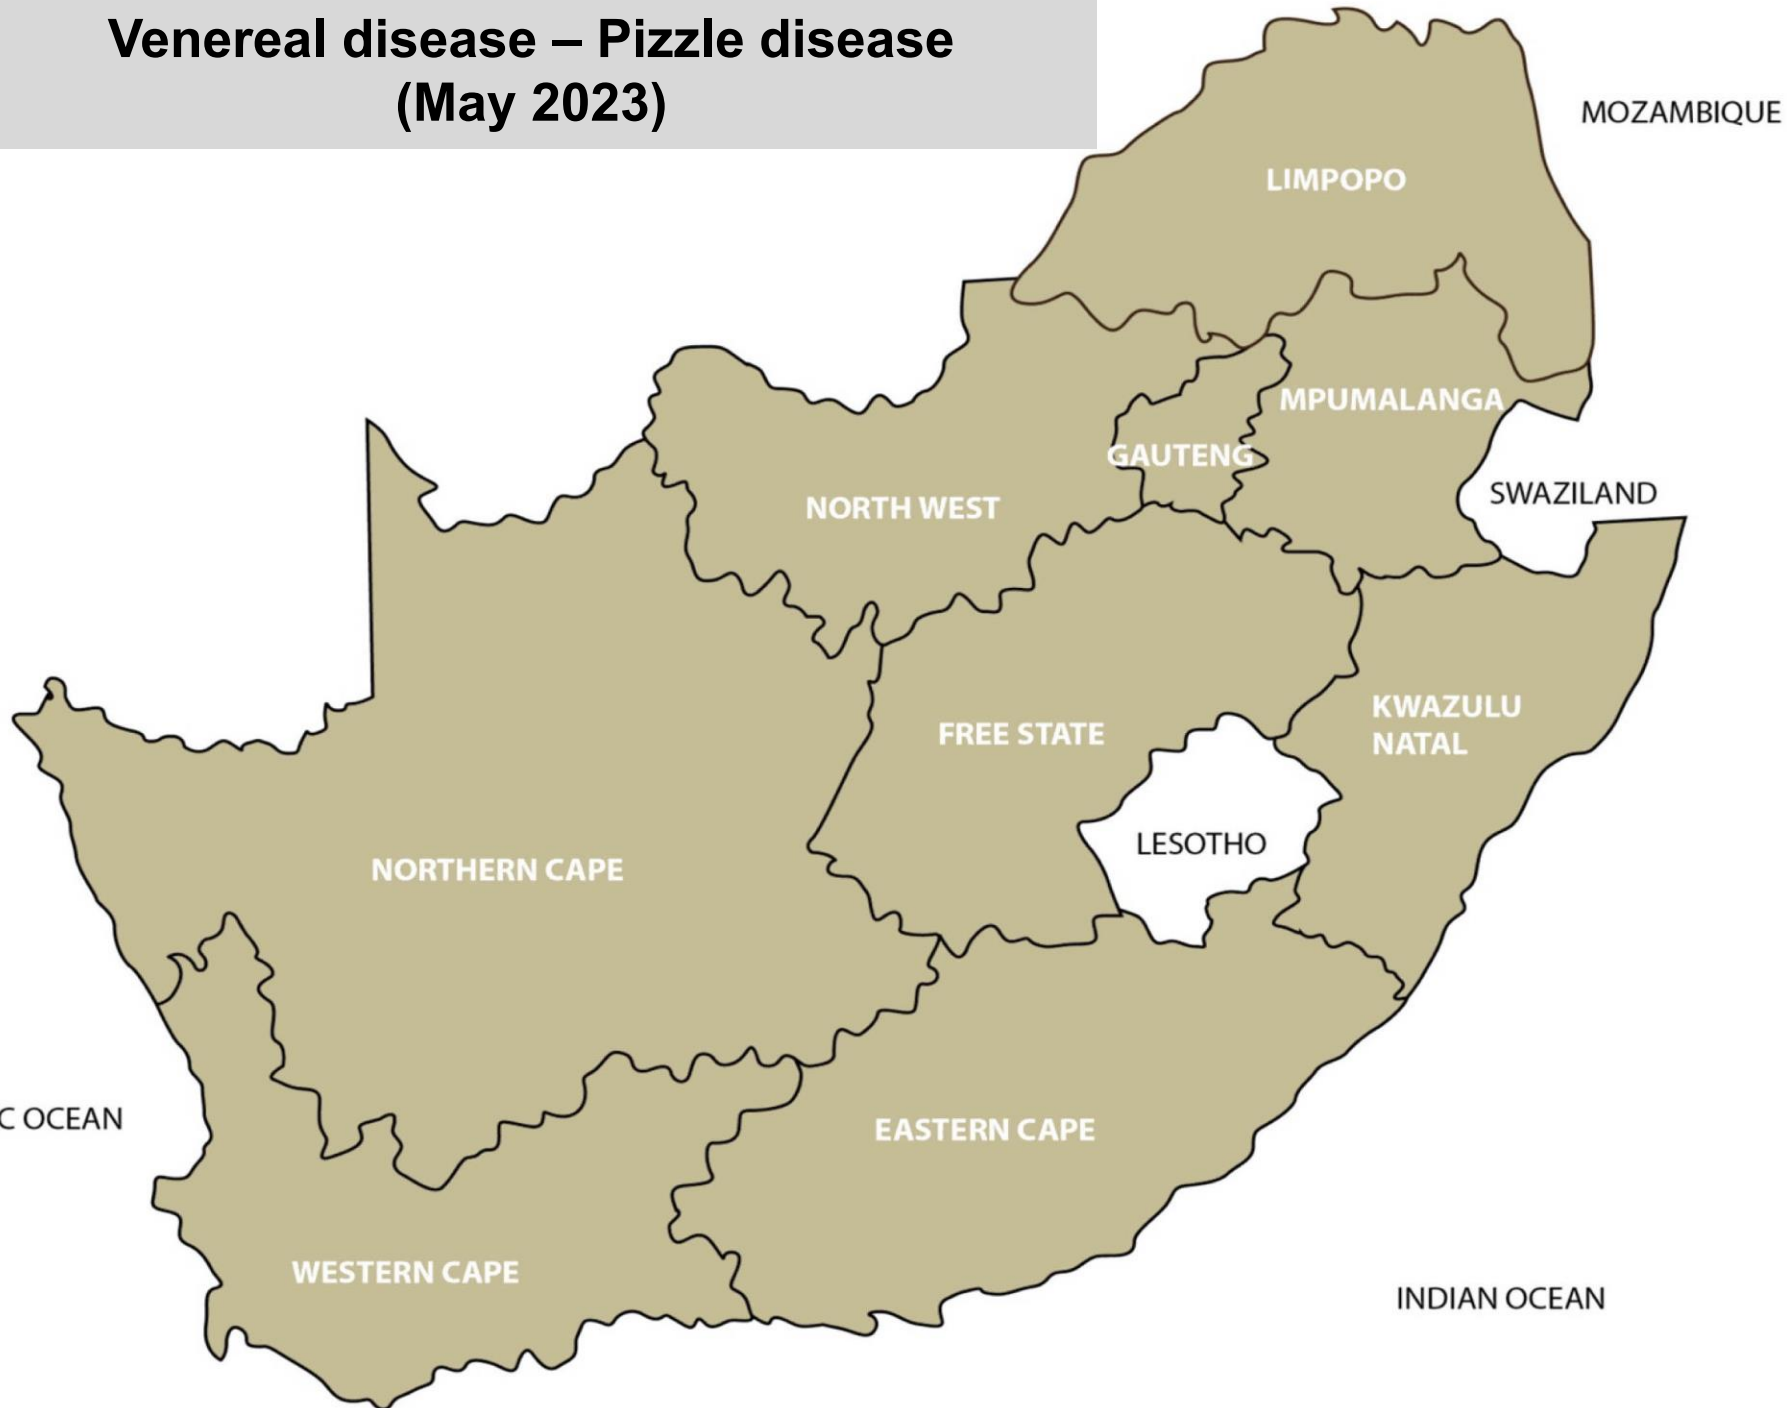 Venereal disease – Pizzle disease
(May 2023)
MOZAMBIQUE
LIMPOPO
MPUMALANGA
GAUTENG
SWAZILAND
NORTH WEST
KWAZULU
NATAL
FREE STATE
LESOTHO
NORTHERN CAPE
C OCEAN
EASTERN CAPE
WESTERN CAPE
INDIAN OCEAN